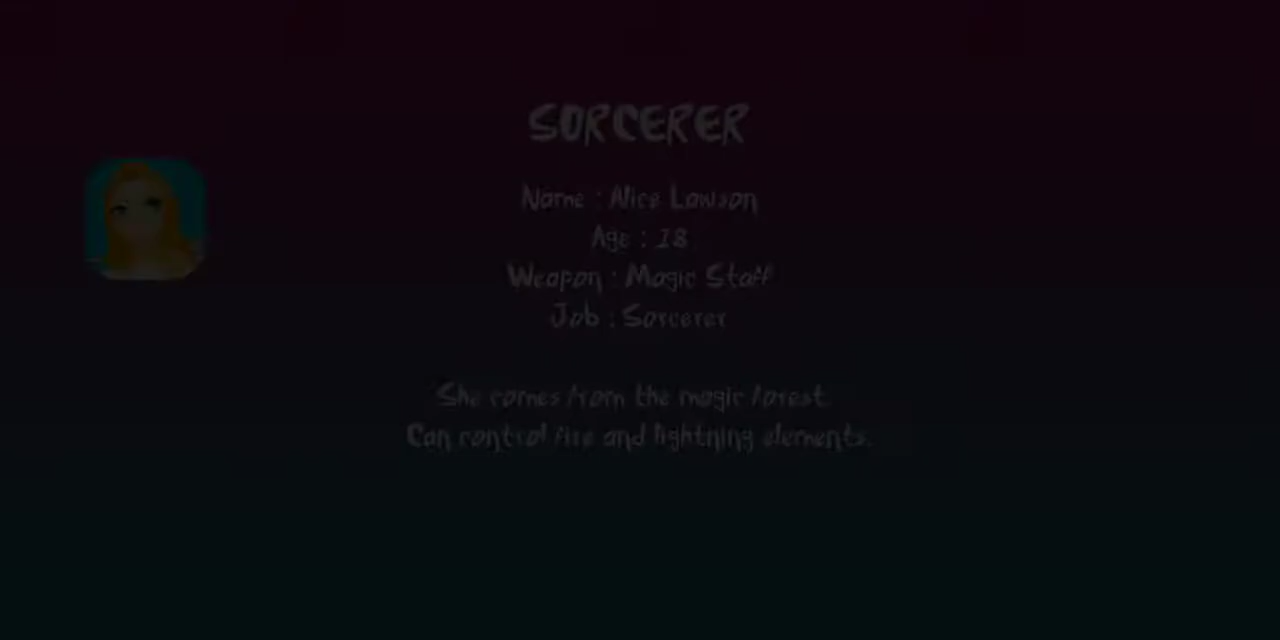 SORCERER
Name : Alice Lawson
Age : 18
Weapon : Magic Staff
Job : Sorcerer
She comes from the magic forest.
Can control fire and lightning elements.